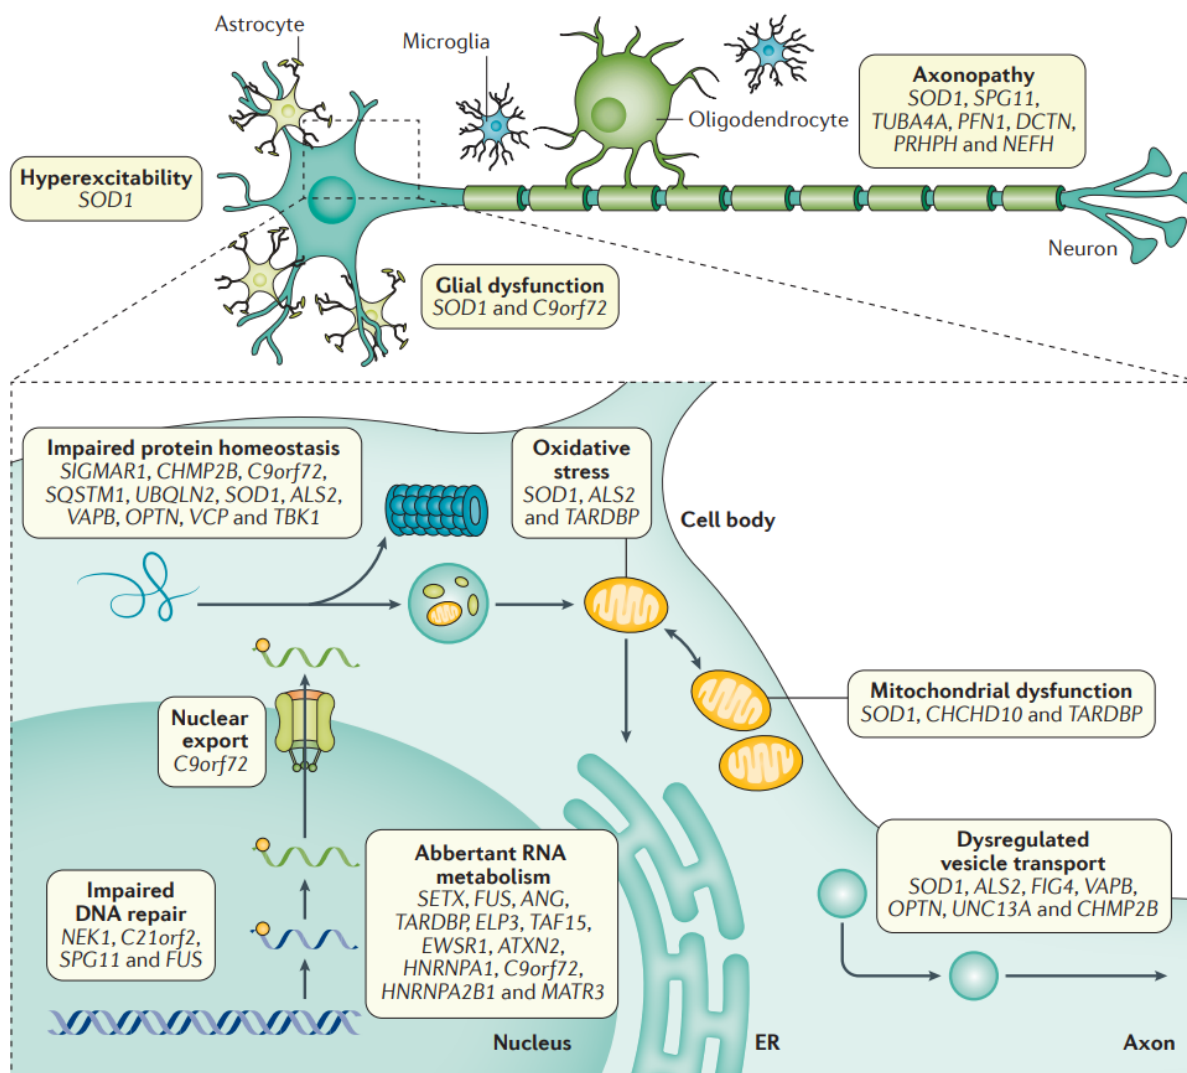 Astrocyte
Microglia
Oligodendrocyte
Axonopathy
SOD1, SPG11,
TUBA4A, PFN1, DCTN,
PRHPH and NEFH
Hyperexcitability
SOD1
Neuron
Glial dysfunction
SOD1 and C9orf72
Impaired protein homeostasis
SIGMAR1, CHMP2B, C9orf72,
SQSTM1, UBQLN2, SOD1, ALS2,
VAPB, OPTN, VCP and TBK1
Oxidative
stress
SOD1, ALS2
and TARDBP
Cell body
Mitochondrial dysfunction
SOD1, CHCHD10 and TARDBP
Nuclear
export
C9orf72
Dysregulated
vesicle transport
SOD1, ALS2, FIG4, VAPB,
OPTN, UNC13A and CHMP2B
Abbertant RNA
metabolism
SETX, FUS, ANG,
TARDBP, ELP3, TAF15,
EWSR1, ATXN2,
HNRNPA1, C9orf72,
HNRNPA2B1 and MATR3
Impaired
DNA repair
NEK1, C21orf2,
SPG11 and FUS
Nucleus
ER
Axon